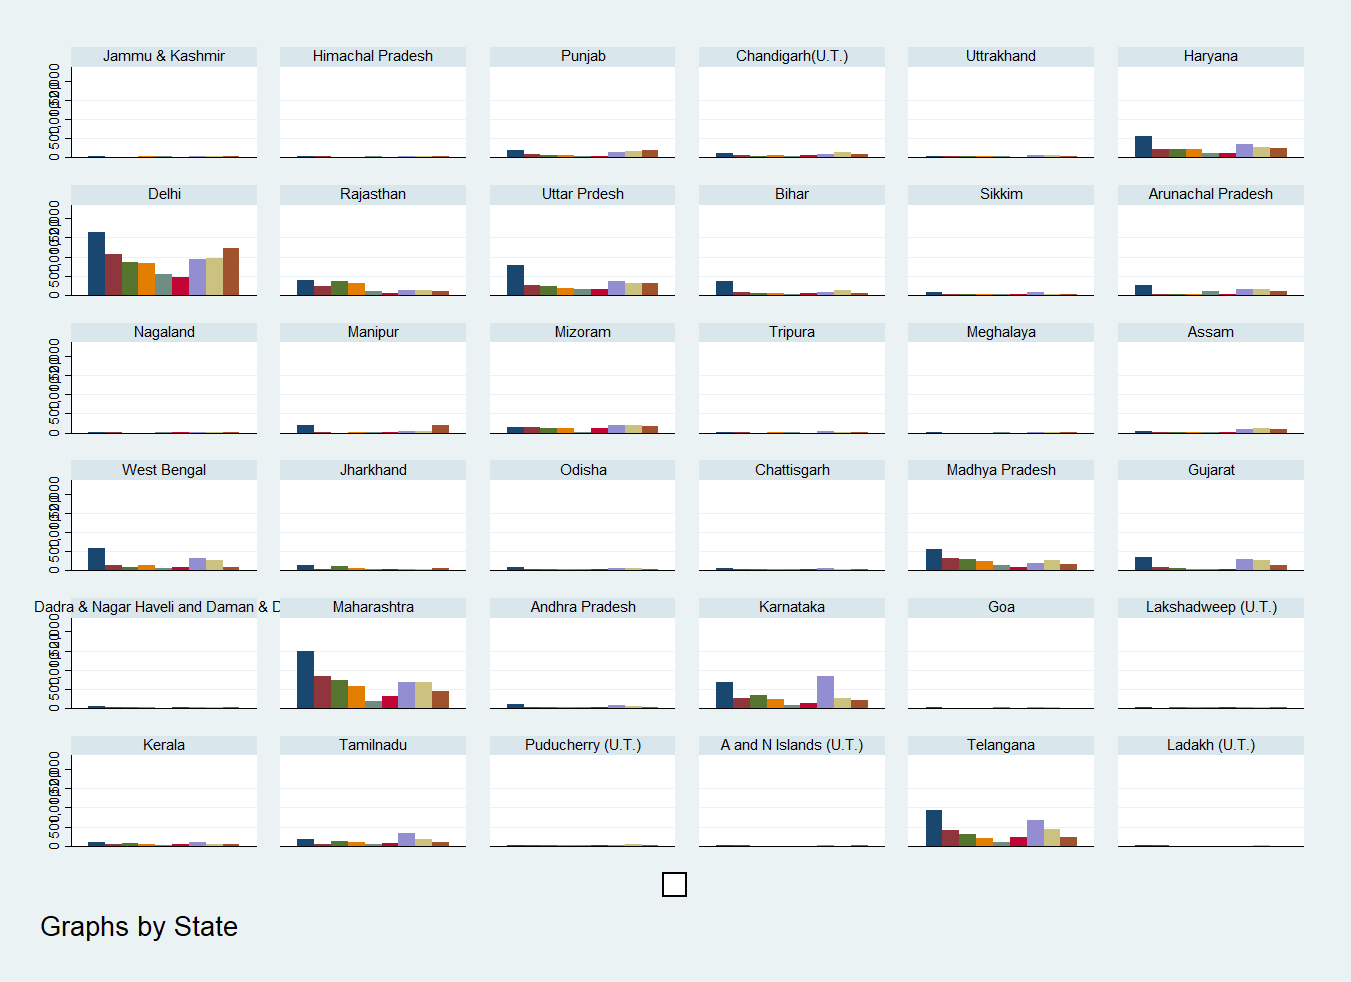 Jammu & Kashmir
Himachal Pradesh
Punjab
Chandigarh(U.T.)
Uttrakhand
Haryana
Delhi
Rajasthan
Uttar Prdesh
Bihar
Sikkim
Arunachal Pradesh
Nagaland
Manipur
Mizoram
Tripura
Meghalaya
Assam
West Bengal
Jharkhand
Odisha
Chattisgarh
Madhya Pradesh
Gujarat
Dadra & Nagar Haveli and Daman & D
Maharashtra
Andhra Pradesh
Karnataka
Goa
Lakshadweep (U.T.)
Kerala
Tamilnadu
Puducherry (U.T.)
A and N Islands (U.T.)
Telangana
Ladakh (U.T.)
Graphs by State